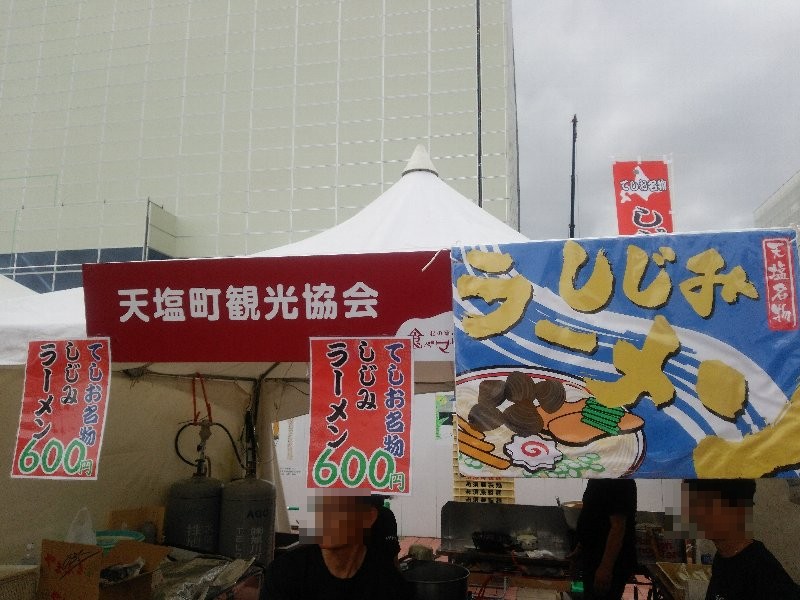 てしお名物
し
天塩町観光協会
しじみ
ラーメン
天塩名物
てしお名物
しじみ
ラーメン
600円
てしお名物
しじみ
ラーメン
600円